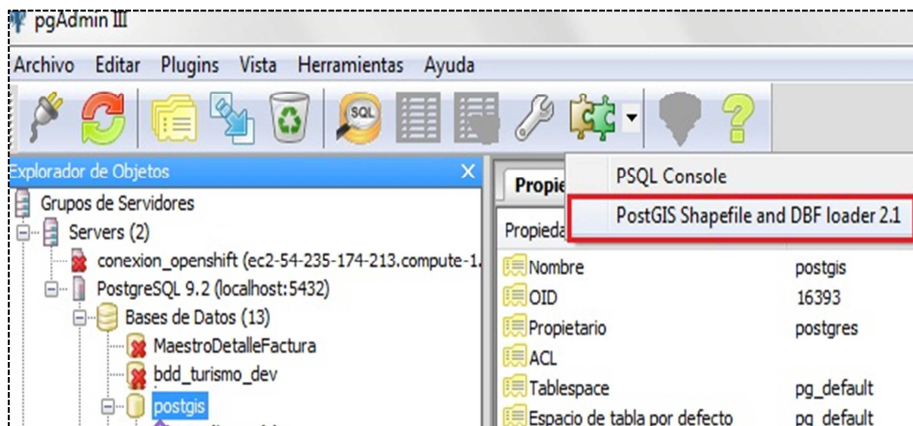 pgAdmin III
Archivo Editar Plugins Vista Herramientas Ayuda
SQL
Explorador de Objetos X
Grupos de Servidores
Servers (2)
conexion_openshift (ec2-54-235-174-213.compute-1.
PostgreSQL 9.2 (localhost:5432)
Bases de Datos (13)
MaestroDetalleFactura
bdd_turismo_dev
postgis
PSQL Console
PostGIS Shapefile and DBF loader 2.1
Propie
Propieda
Nombre postgis
OID 16393
Propietario postgres
ACL
Tablespace pg_default
Espacio de tabla por defecto pg_default